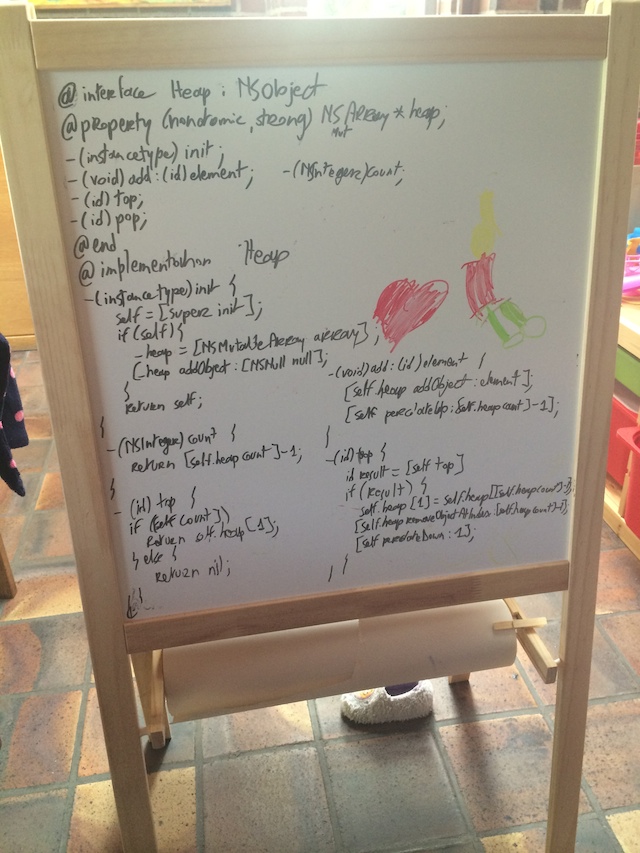 @interface Heap : NSObject
@property (nonatomic, strong) NSMutArray * heap;
-(instancetype) init;
-(void) add:(id) element; -(NSInteger) count;
-(id) top;
-(id) pop;
@end
@implementation Heap
-(instancetype) init {
self = [super init];
if (self) {
_heap = [NSMutableArray array];
[_heap addObject:[NSNull null];
}
return self;
}
-(NSInteger) count {
return [self.heap count]-1;
}
-(id) top {
if (self count])
return self.heap[1];
} else {
return nil;
}
}
-(void) add:(id) element {
[self.heap addObject:element];
[self percolateUp:[self.heap count]-1];
}
-(id) pop {
id result = [self top]
if (result) {
self.heap[1] = self.heap[[self.heap count]-1];
[self.heap removeObjectAtIndex:[self.heap count]-1];
[self percolateDown:1];
}
}